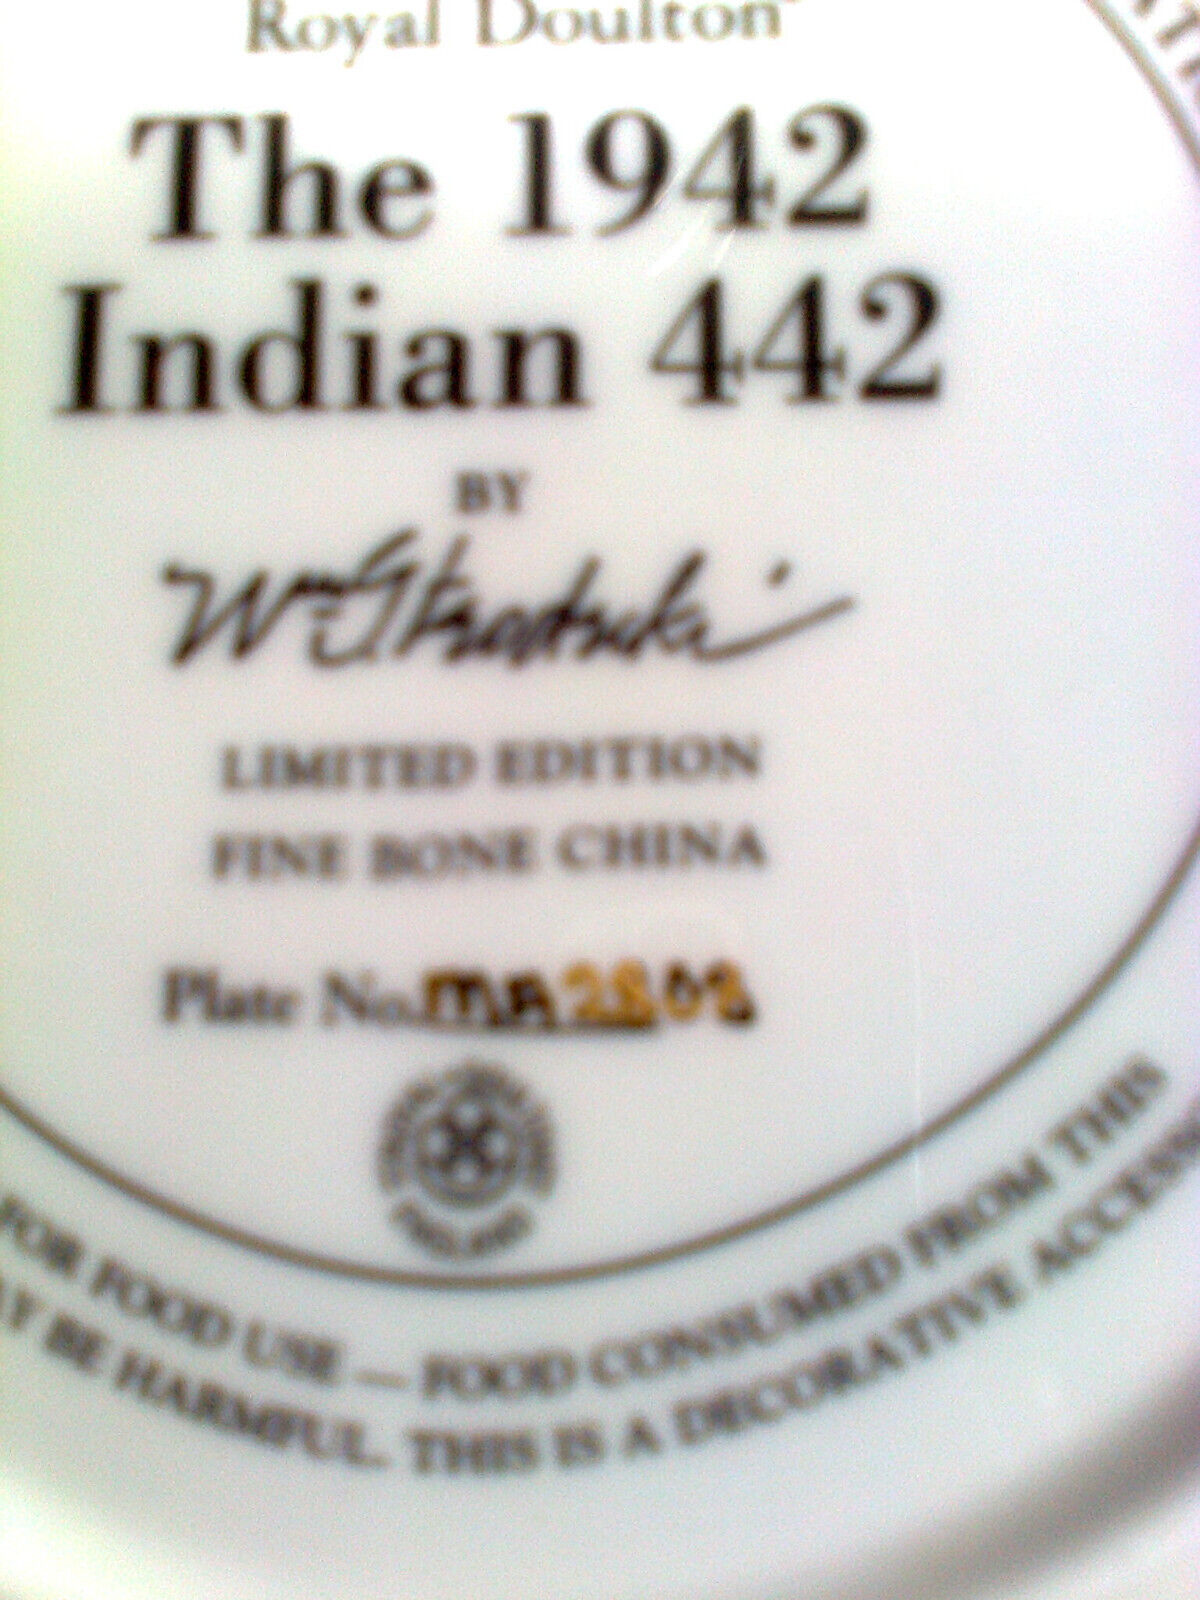 Royal Doulton
The 1942
Indian 442
BY
LIMITED EDITION
FINE BONE CHINA
Plate No. MA2808
FOR FOOD USE — FOOD CONSUMED FROM THIS
BE HARMFUL. THIS IS A DECORATIVE